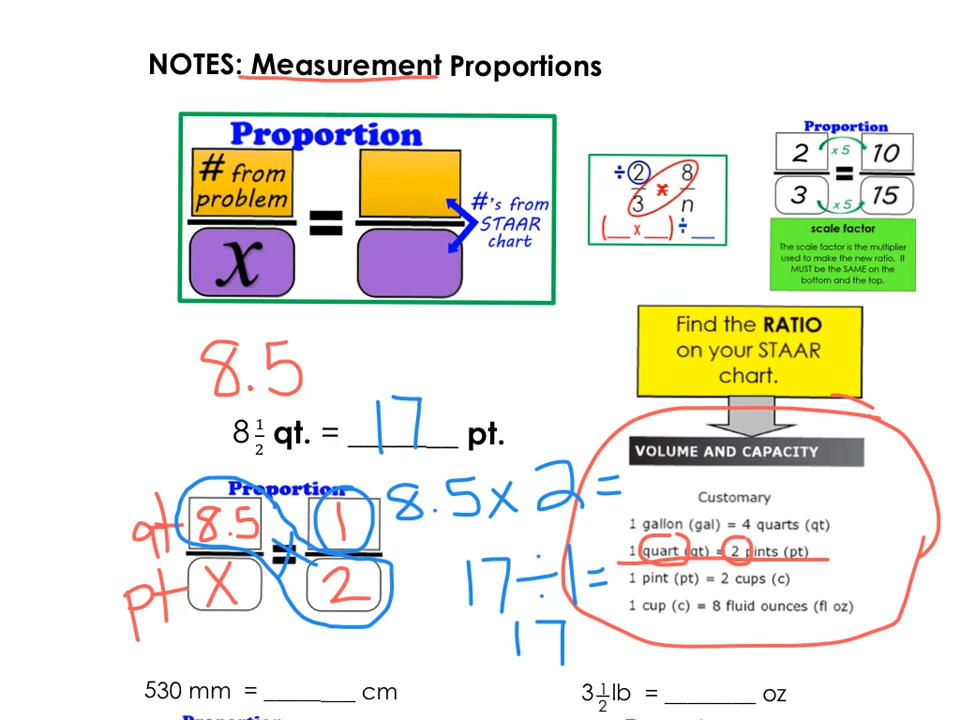 NOTES: Measurement Proportions
Proportion
# from problem
x
=
#'s from
STAAR
chart
÷ 2 × 8
3 n
( x ) ÷
Proportion
2 x 5 10
=
3 x 5 15
scale factor
The scale factor is the multiplier
used to make the new ratio. It
MUST be the SAME on the
bottom and the top.
Find the RATIO
on your STAAR
chart.
8.5
8 1/2 qt. = 17 pt.
VOLUME AND CAPACITY
Customary
1 gallon (gal) = 4 quarts (qt)
1 quart (qt) = 2 pints (pt)
1 pint (pt) = 2 cups (c)
1 cup (c) = 8 fluid ounces (fl oz)
Proportion
qt 8.5 = 1
pt x 2
8.5 x 2 =
17 ÷ 1 =
17
530 mm = ________ cm
3 1/2 lb = ________ oz